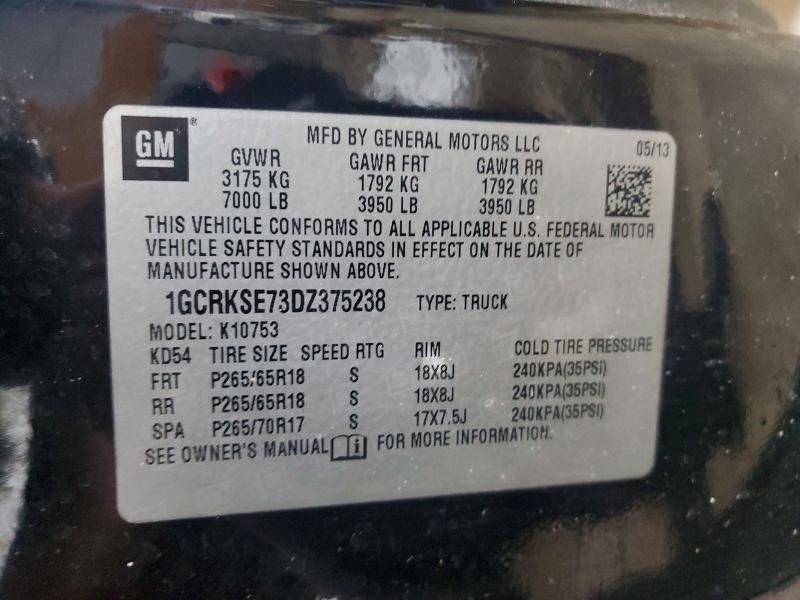 GM®
MFD BY GENERAL MOTORS LLC
05/13
GVWR GAWR FRT GAWR RR
3175 KG 1792 KG 1792 KG
7000 LB 3950 LB 3950 LB
THIS VEHICLE CONFORMS TO ALL APPLICABLE U.S. FEDERAL MOTOR
VEHICLE SAFETY STANDARDS IN EFFECT ON THE DATE OF
MANUFACTURE SHOWN ABOVE.
1GCRKSE73DZ375238 TYPE: TRUCK
MODEL: K10753
KD54 TIRE SIZE SPEED RTG RIM COLD TIRE PRESSURE
FRT P265/65R18 S 18X8J 240KPA(35PSI)
RR P265/65R18 S 18X8J 240KPA(35PSI)
SPA P265/70R17 S 17X7.5J 240KPA(35PSI)
SEE OWNER'S MANUAL i FOR MORE INFORMATION.